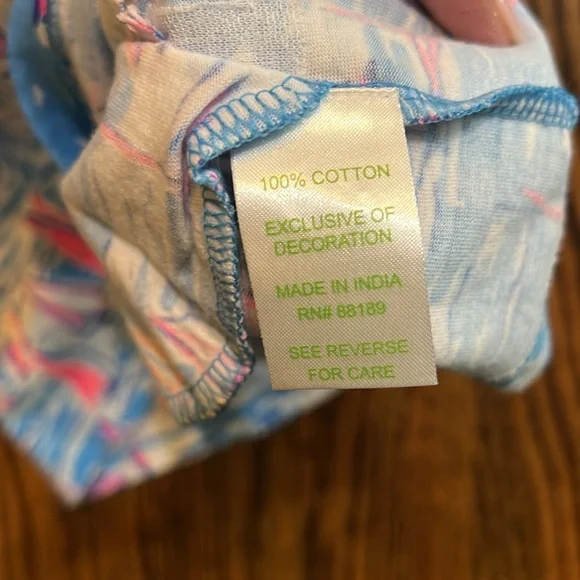 100% COTTON
EXCLUSIVE OF
DECORATION
MADE IN INDIA
RN# 88189
SEE REVERSE
FOR CARE